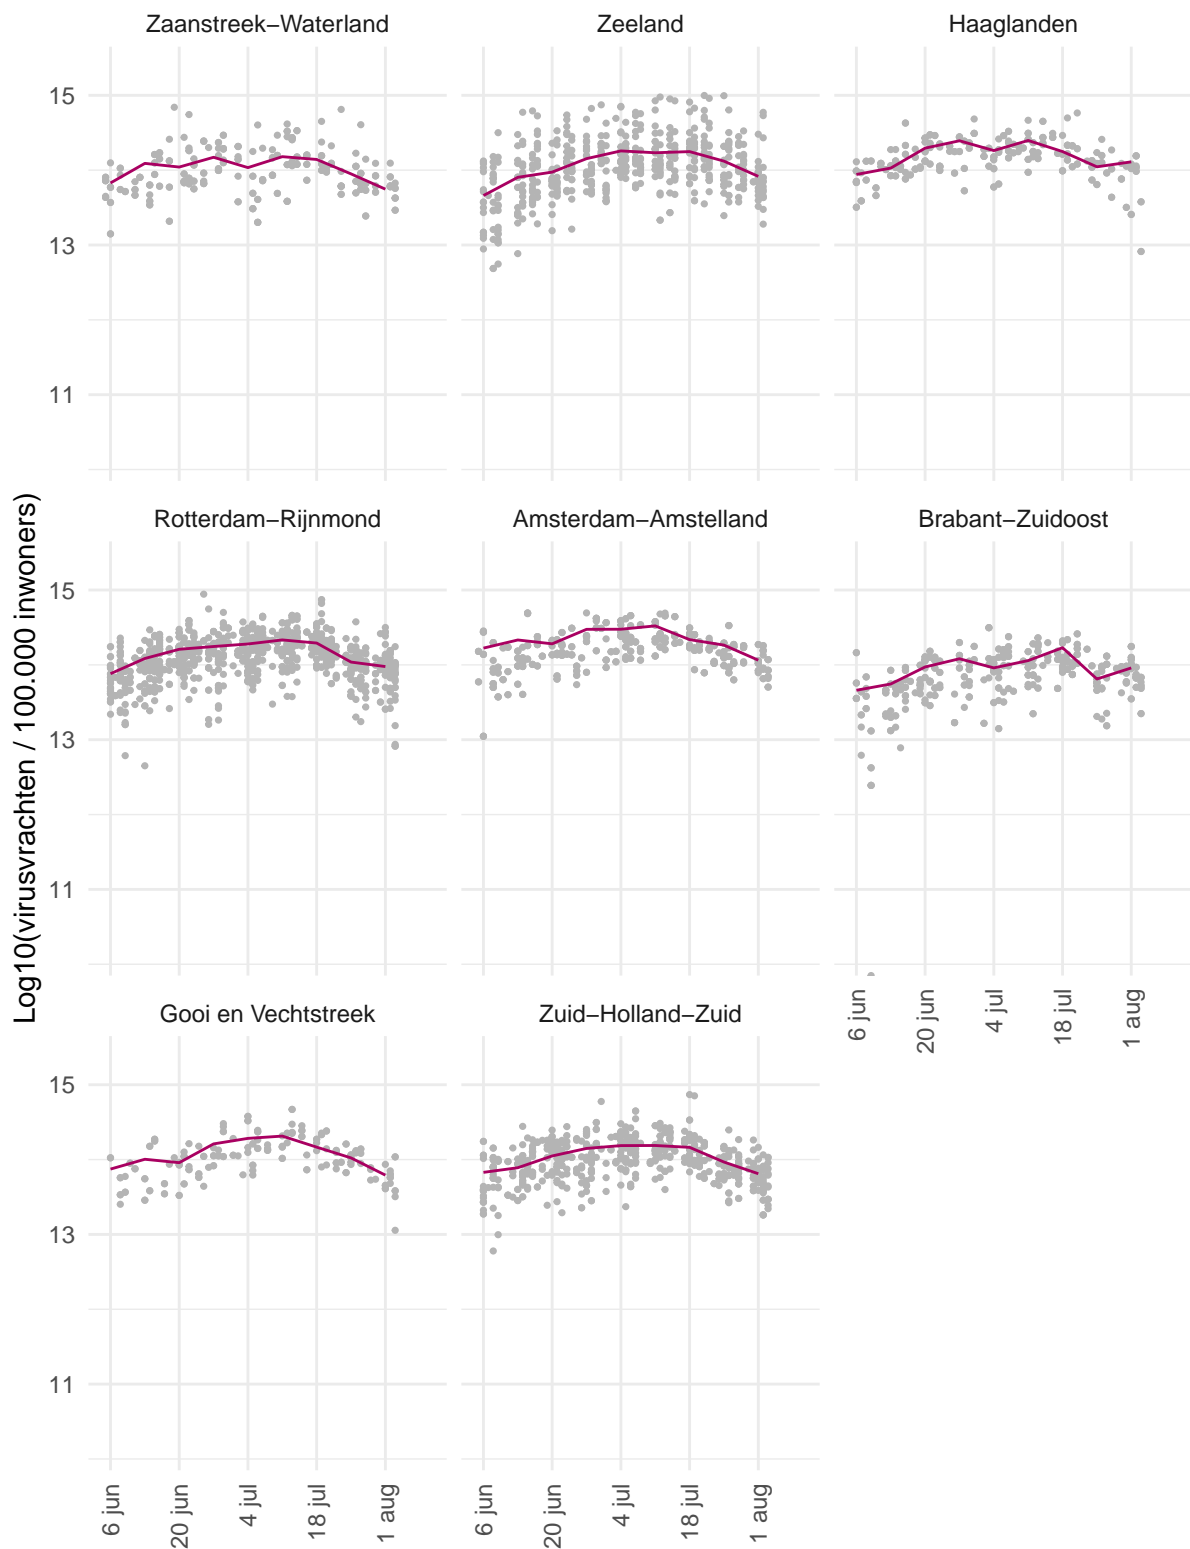 Zaanstreek−Waterland
Zeeland
Haaglanden
15
13
11
Rotterdam−Rijnmond
Amsterdam−Amstelland
Brabant−Zuidoost
15
13
11
Log10(virusvrachten / 100.000 inwoners)
6 jun
20 jun
4 jul
18 jul
1 aug
Gooi en Vechtstreek
Zuid−Holland−Zuid
15
13
11
6 jun
20 jun
4 jul
18 jul
1 aug
6 jun
20 jun
4 jul
18 jul
1 aug